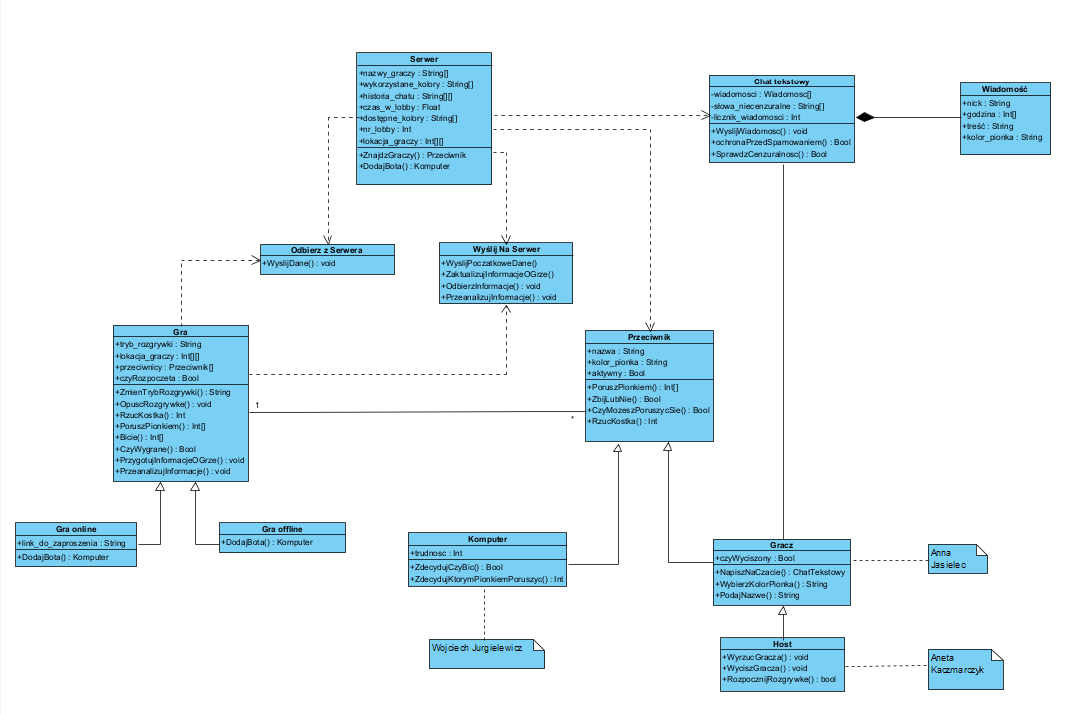 Serwer
+nazwy_graczy : String[]
+wykorzystane_kolory : String[]
+historia_chatu : String[][]
+czas_w_lobby : Float
+dostępne_kolory : String[]
+nr_lobby : Int
+lokacja_graczy : Int[][]
+ZnajdzGraczy() : Przeciwnik
+DodajBota() : Komputer
Chat tekstowy
-wiadomosci : Wiadomosc[]
-słowa_niecenzuralne : String[]
-licznik_wiadomosci : Int
+WyslijWiadomosc() : void
+ochronaPrzedSpamowaniem() : Bool
+SprawdzCenzuralnosc() : Bool
Wiadomość
+nick : String
+godzina : Int[]
+treść : String
+kolor_pionka : String
Odbierz z Serwera
+WyslijDane() : void
Wyślij Na Serwer
+WyslijPoczatkoweDane()
+ZaktualizujInformacjeOGrze()
+OdbierzInformacje() : void
+PrzeanalizujInformacje() : void
Gra
+tryb_rozgrywki : String
+lokacja_graczy : Int[][]
+przeciwnicy : Przeciwnik[]
+czyRozpoczeta : Bool
+ZmienTrybRozgrywki() : String
+OpuscRozgrywke() : void
+RzucKostka() : Int
+PoruszPionkiem() : Int[]
+Bicie() : Int[]
+CzyWygrane() : Bool
+PrzygotujInformacjeOGrze() : void
+PrzeanalizujInformacje() : void
1
*
Przeciwnik
+nazwa : String
+kolor_pionka : String
+aktywny : Bool
+PoruszPionkiem() : Int[]
+ZbijLubNie() : Bool
+CzyMozeszPoruszycSie() : Bool
+RzucKostka() : Int
Gra online
+link_do_zaproszenia : String
+DodajBota() : Komputer
Gra offline
+DodajBota() : Komputer
Komputer
+trudnosc : Int
+ZdecydujCzyBic() : Bool
+ZdecydujKtorymPionkiemPoruszyc() : Int
Gracz
+czyWyciszony : Bool
+NapiszNaCzacie() : ChatTekstowy
+WybierzKolorPionka() : String
+PodajNazwe() : String
Anna
Jasielec
Wojciech Jurgielewicz
Host
+WyrzucGracza() : void
+WyciszGracza() : void
+RozpocznijRozgrywke() : bool
Aneta
Kaczmarczyk